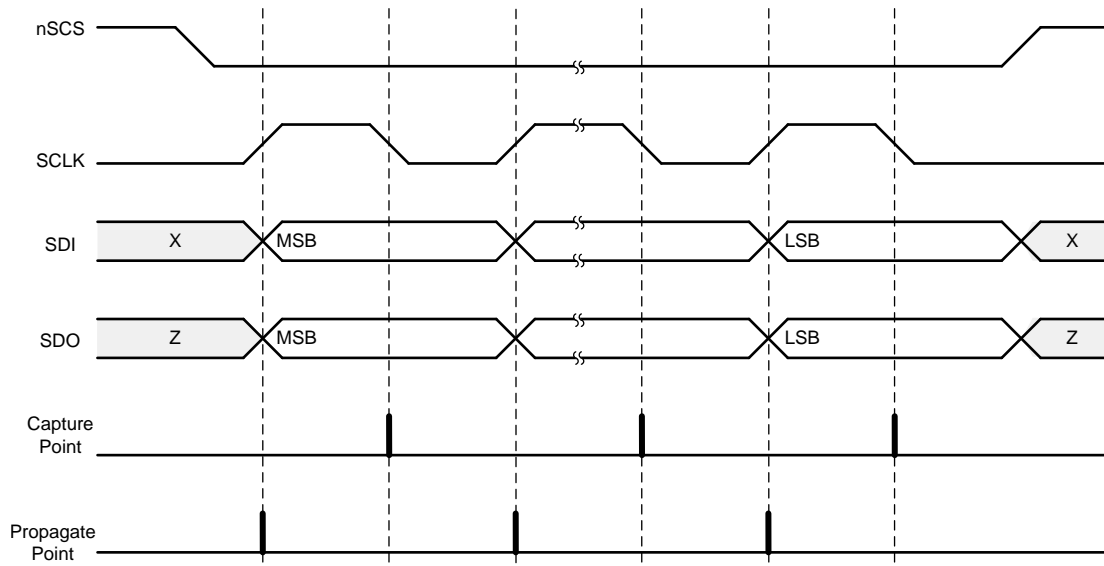 nSCS
SCLK
SDI
X
MSB
LSB
X
SDO
Z
MSB
LSB
Z
Capture
Point
Propagate
Point